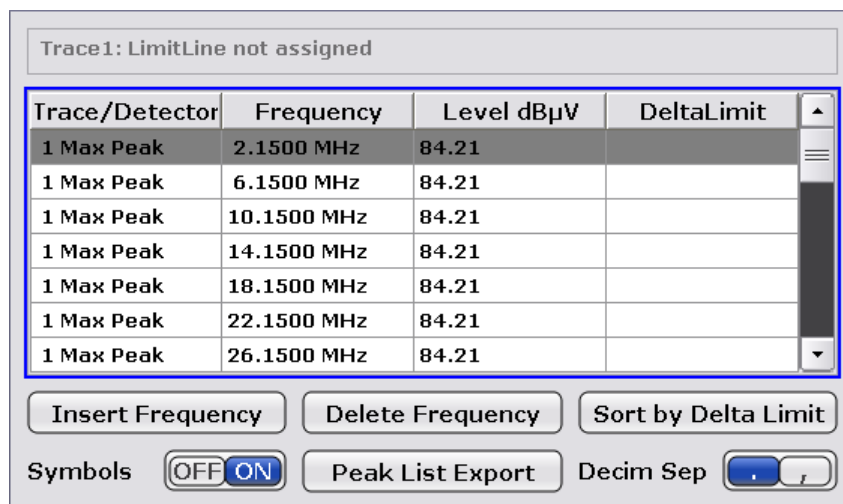 Trace1: LimitLine not assigned
Trace/Detector Frequency Level dBµV DeltaLimit
1 Max Peak 2.1500 MHz 84.21
1 Max Peak 6.1500 MHz 84.21
1 Max Peak 10.1500 MHz 84.21
1 Max Peak 14.1500 MHz 84.21
1 Max Peak 18.1500 MHz 84.21
1 Max Peak 22.1500 MHz 84.21
1 Max Peak 26.1500 MHz 84.21
Insert Frequency Delete Frequency Sort by Delta Limit
Symbols OFF ON Peak List Export Decim Sep . ,